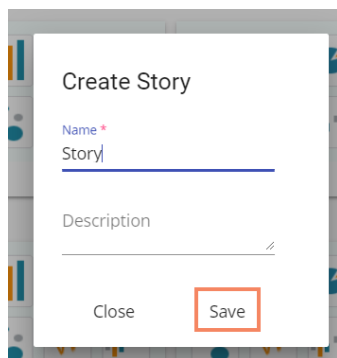 Create Story
Name *
Story
Description
Close Save